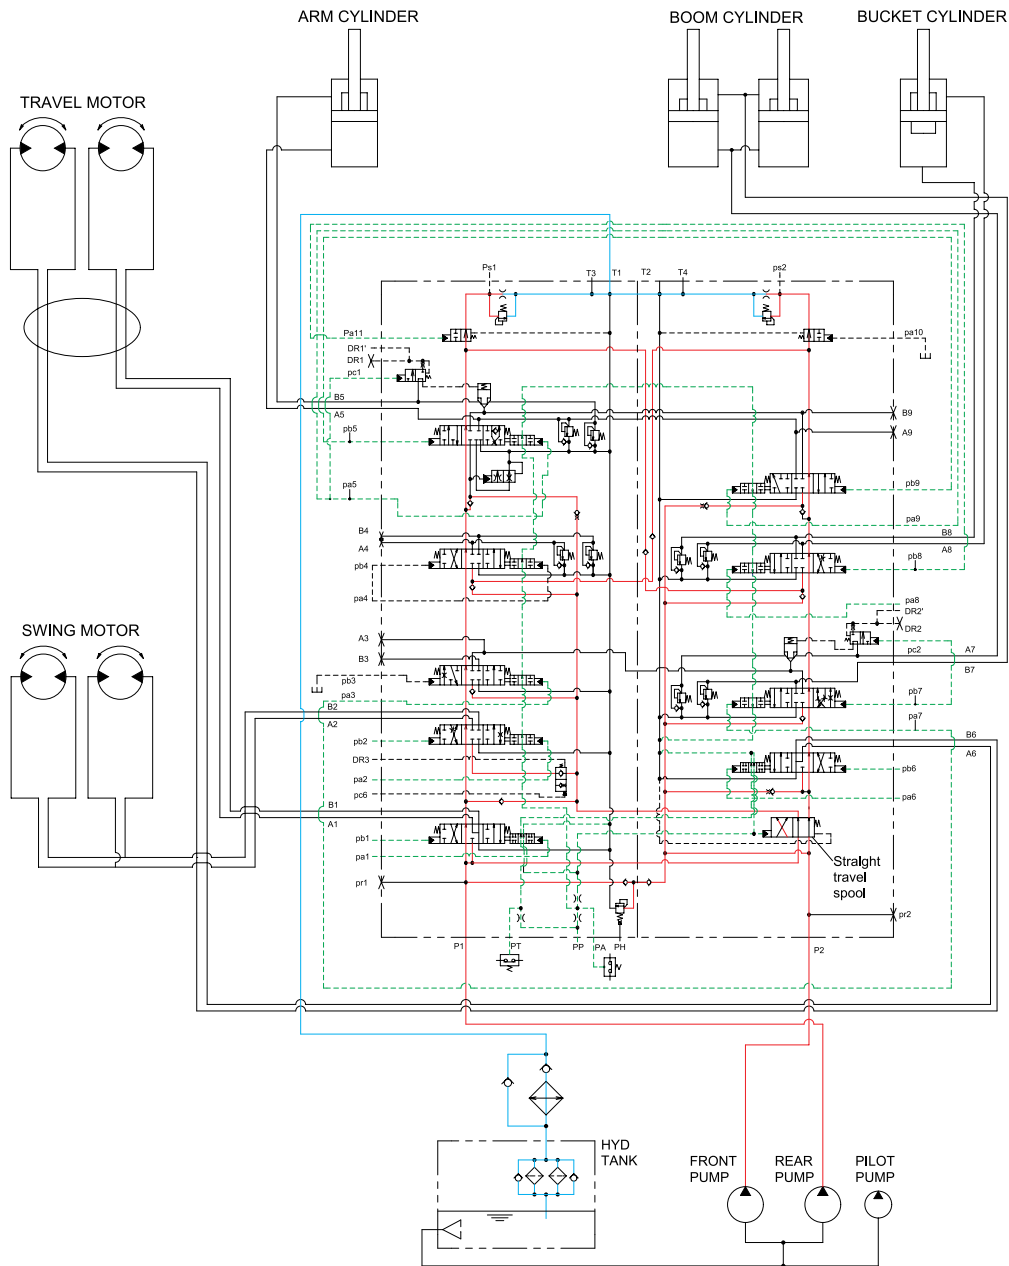 ARM CYLINDER
BOOM CYLINDER
BUCKET CYLINDER
TRAVEL MOTOR
Ps1
T3
T1
T2
T4
ps2
Pa11
pa10
DR1'
DR1
pc1
B5
A5
B9
A9
pb5
pa5
pb9
pa9
B4
A4
B8
A8
pb4
pb8
pa4
pa8
DR2'
DR2
SWING MOTOR
A3
B3
pc2
A7
B7
pb3
pa3
pb7
pa7
B2
A2
B6
A6
pb2
DR3
pa2
pb6
pc6
pa6
B1
A1
pb1
pa1
Stralght
travel
spool
pr1
pr2
P1
PT
PP
PA
PH
P2
HYD
TANK
FRONT
PUMP
REAR
PUMP
PILOT
PUMP